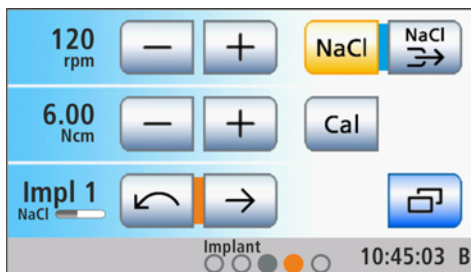 120
rpm
− + NaCl NaCl
6.00
Ncm
− + Cal
Impl 1
NaCl
Implant
10:45:03 B